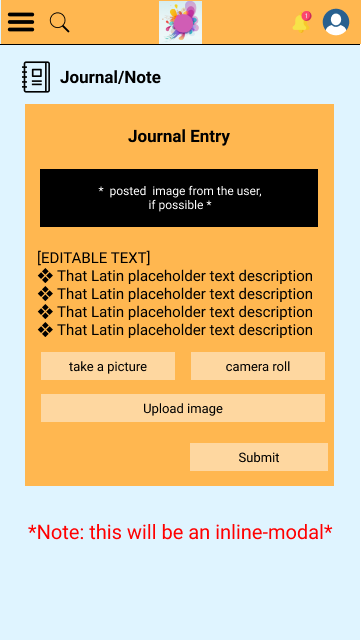 Journal/Note
Journal Entry
* posted image from the user,
if possible *
[EDITABLE TEXT]
❖ That Latin placeholder text description
❖ That Latin placeholder text description
❖ That Latin placeholder text description
❖ That Latin placeholder text description
take a picture
camera roll
Upload image
Submit
*Note: this will be an inline-modal*